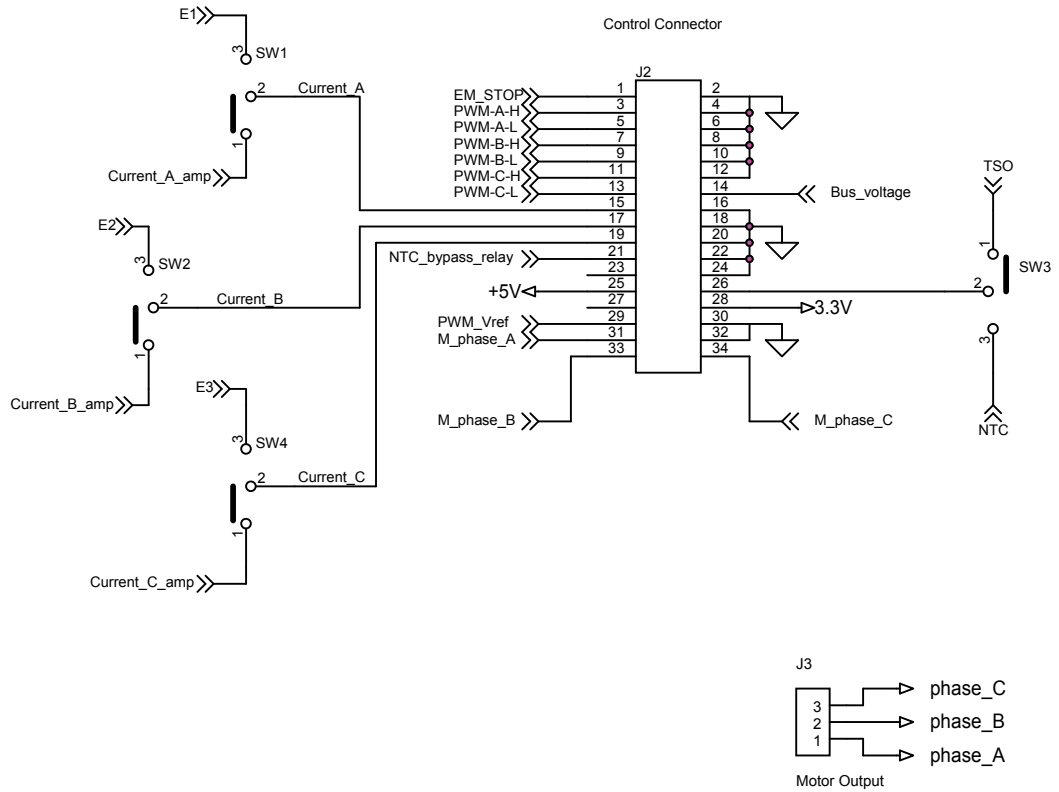 E1
3
SW1
2 Current_A
1
Current_A_amp
E2
3
SW2
2 Current_B
1
Current_B_amp
E3
3
SW4
2 Current_C
1
Current_C_amp
Control Connector
J2
EM_STOP 1 2
PWM-A-H 3 4
PWM-A-L 5 6
PWM-B-H 7 8
PWM-B-L 9 10
PWM-C-H 11 12
PWM-C-L 13 14 Bus_voltage
15 16
17 18
19 20
NTC_bypass_relay 21 22
23 24
+5V 25 26
27 28 3.3V
PWM_Vref 29 30
M_phase_A 31 32
33 34
M_phase_B M_phase_C
TSO
1
2 SW3
3
NTC
J3
3 phase_C
2 phase_B
1 phase_A
Motor Output